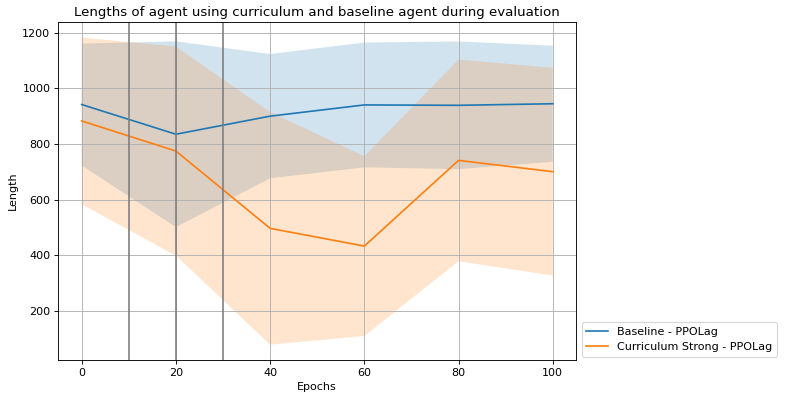 Lengths of agent using curriculum and baseline agent during evaluation
1200
1000
800
600
400
200
Length
0 20 40 60 80 100
Epochs
Baseline - PPOLag
Curriculum Strong - PPOLag